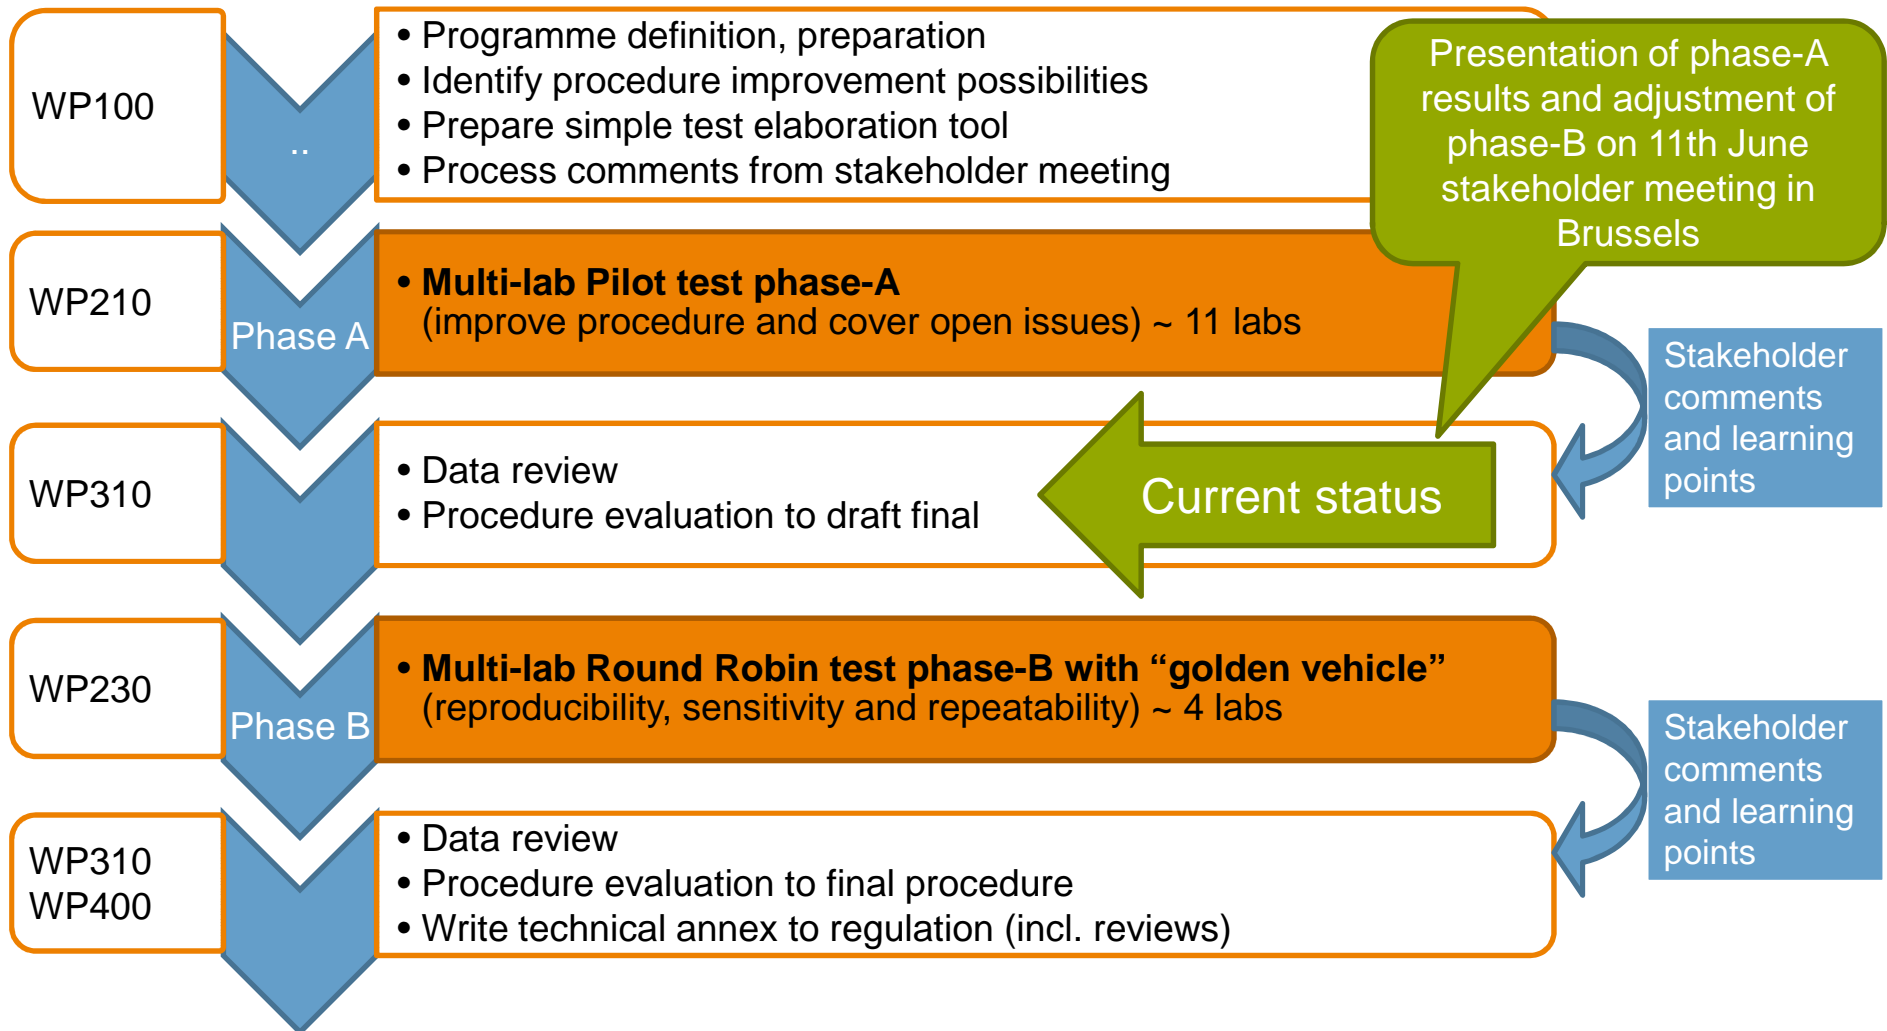 WP100
..
• Programme definition, preparation
• Identify procedure improvement possibilities
• Prepare simple test elaboration tool
• Process comments from stakeholder meeting
Presentation of phase-A
results and adjustment of
phase-B on 11th June
stakeholder meeting in
Brussels
WP210
Phase A
• Multi-lab Pilot test phase-A
(improve procedure and cover open issues) ~ 11 labs
Stakeholder
comments
and learning
points
WP310
• Data review
• Procedure evaluation to draft final
Current status
WP230
Phase B
• Multi-lab Round Robin test phase-B with “golden vehicle”
(reproducibility, sensitivity and repeatability) ~ 4 labs
Stakeholder
comments
and learning
points
WP310
WP400
• Data review
• Procedure evaluation to final procedure
• Write technical annex to regulation (incl. reviews)